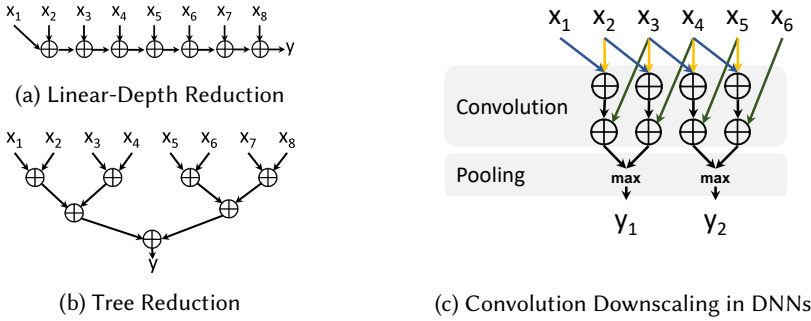 x1 x2 x3 x4 x5 x6 x7 x8
y
(a) Linear-Depth Reduction
x1 x2 x3 x4 x5 x6 x7 x8
y
(b) Tree Reduction
x1 x2 x3 x4 x5 x6
Convolution
Pooling
max max
y1 y2
(c) Convolution Downscaling in DNNs